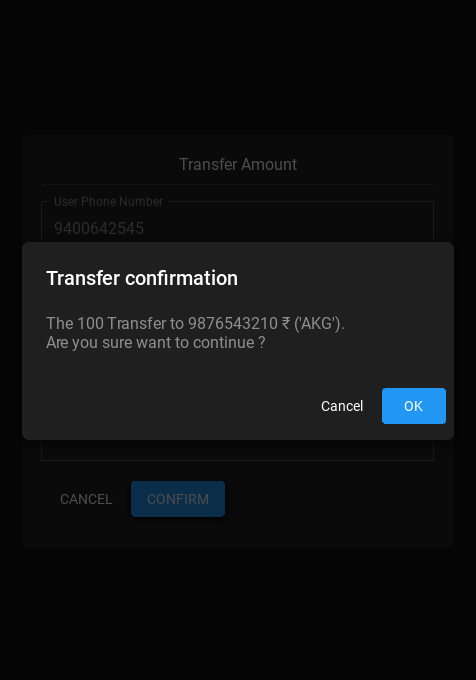 Transfer Amount
User Phone Number
9400642545
Transfer confirmation
The 100 Transfer to 9876543210 ₹ ('AKG').
Are you sure want to continue ?
Cancel
OK
CANCEL
CONFIRM